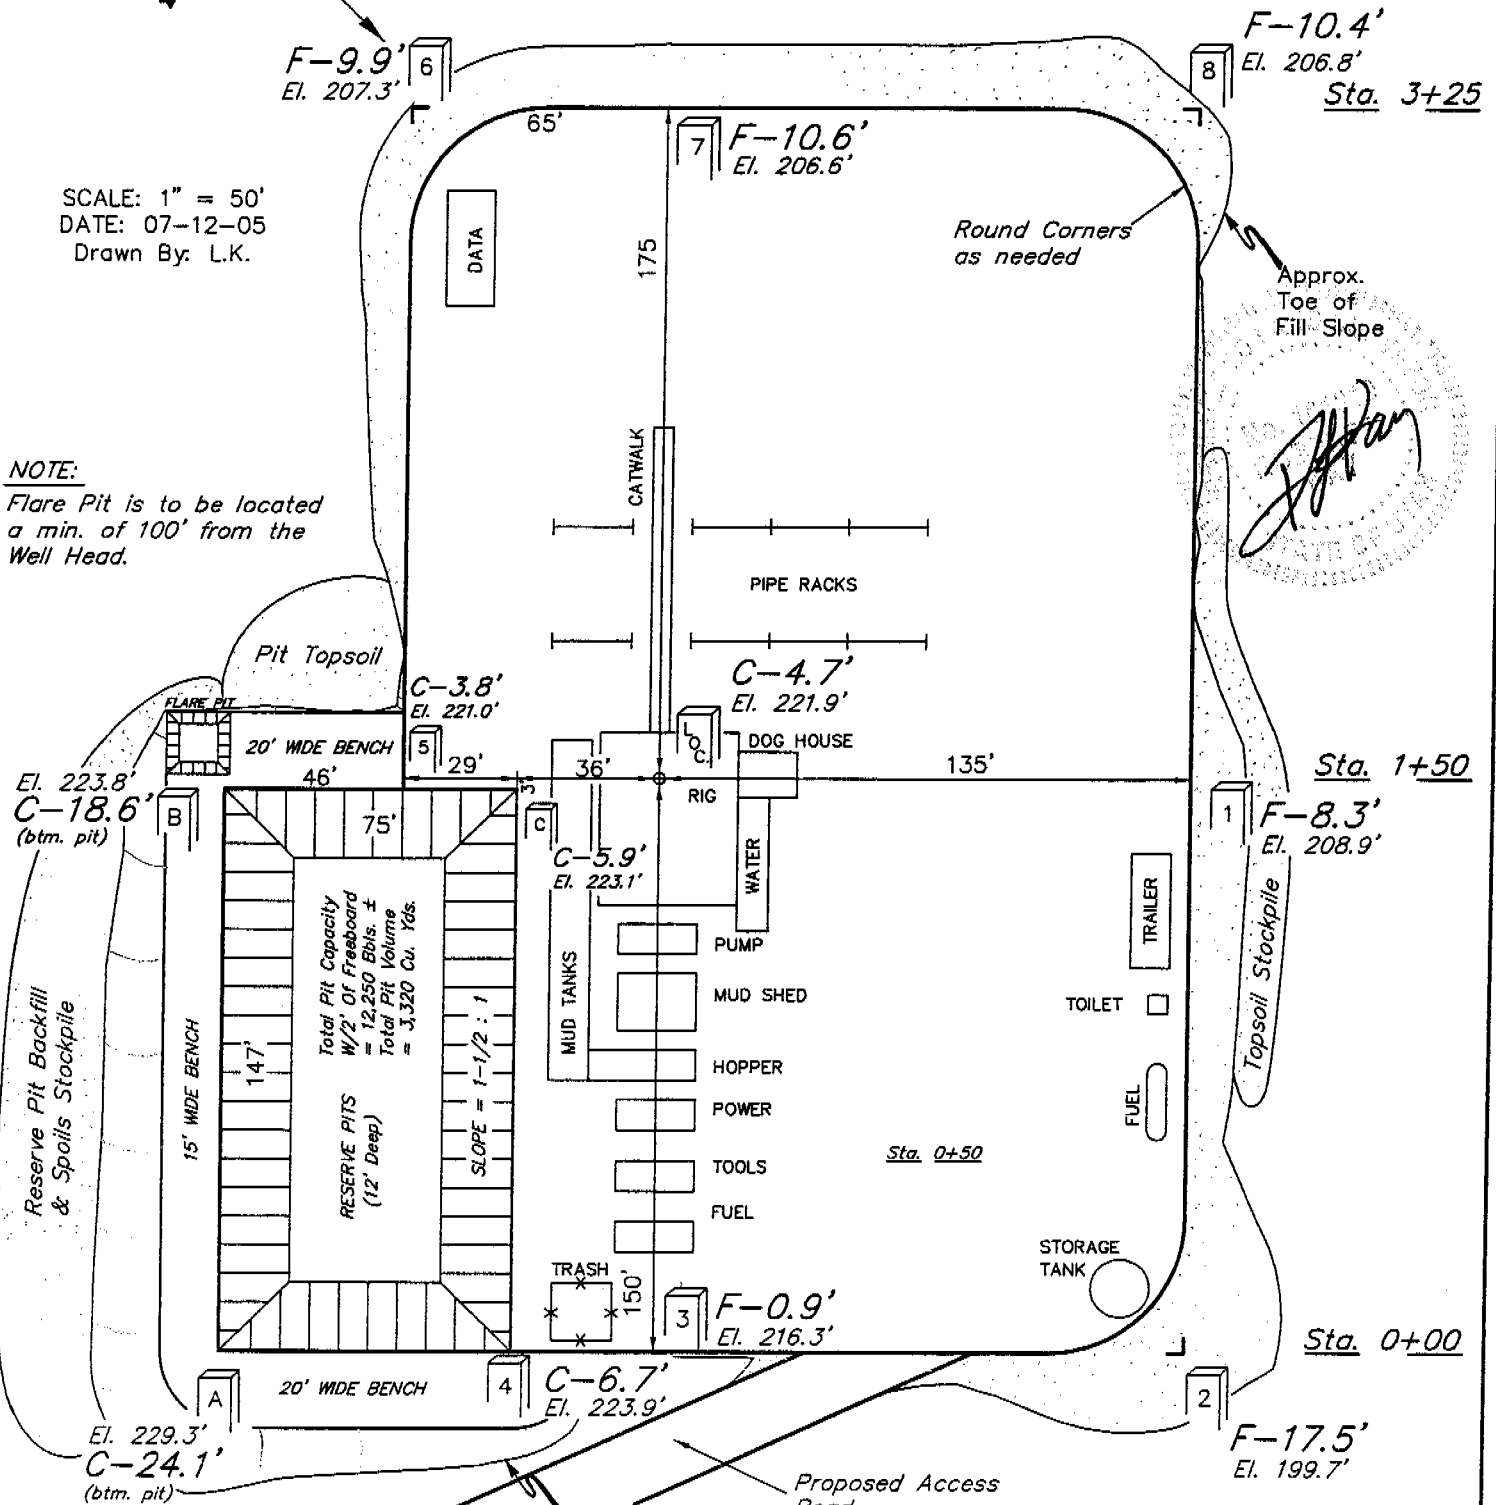 F-10.4'
El. 206.8'
Sta. 3+25
8
F-9.9'
El. 207.3'
6
65'
7
F-10.6'
El. 206.6'
SCALE: 1" = 50'
DATE: 07-12-05
Drawn By: L.K.
DATA
175
Round Corners
as needed
Approx.
Toe of
Fill Slope
STATE OF UTAH
NOTE:
Flare Pit is to be located
a min. of 100' from the
Well Head.
CATWALK
PIPE RACKS
Pit Topsoil
C-3.8'
El. 221.0'
5
C-4.7'
El. 221.9'
LOC.
FLARE PIT
20' WIDE BENCH
46'
29'
3'
36'
RIG
DOG HOUSE
135'
Sta. 1+50
El. 223.8'
C-18.6'
(btm. pit)
B
75'
C
C-5.9'
El. 223.1'
WATER
1
F-8.3'
El. 208.9'
TRAILER
Topsoil Stockpile
Total Pit Capacity
W/2' Of Freeboard
= 12,250 Bbls. ±
Total Pit Volume
= 3,320 Cu. Yds.
RESERVE PITS
(12' Deep)
SLOPE = 1-1/2 : 1
147'
15' WIDE BENCH
Reserve Pit Backfill
& Spoils Stockpile
MUD TANKS
PUMP
MUD SHED
HOPPER
POWER
TOOLS
FUEL
TOILET
FUEL
Sta. 0+50
STORAGE
TANK
TRASH
150'
3
F-0.9'
El. 216.3'
Sta. 0+00
A
El. 229.3'
C-24.1'
(btm. pit)
20' WIDE BENCH
4
C-6.7'
El. 223.9'
2
F-17.5'
El. 199.7'
Proposed Access
Road